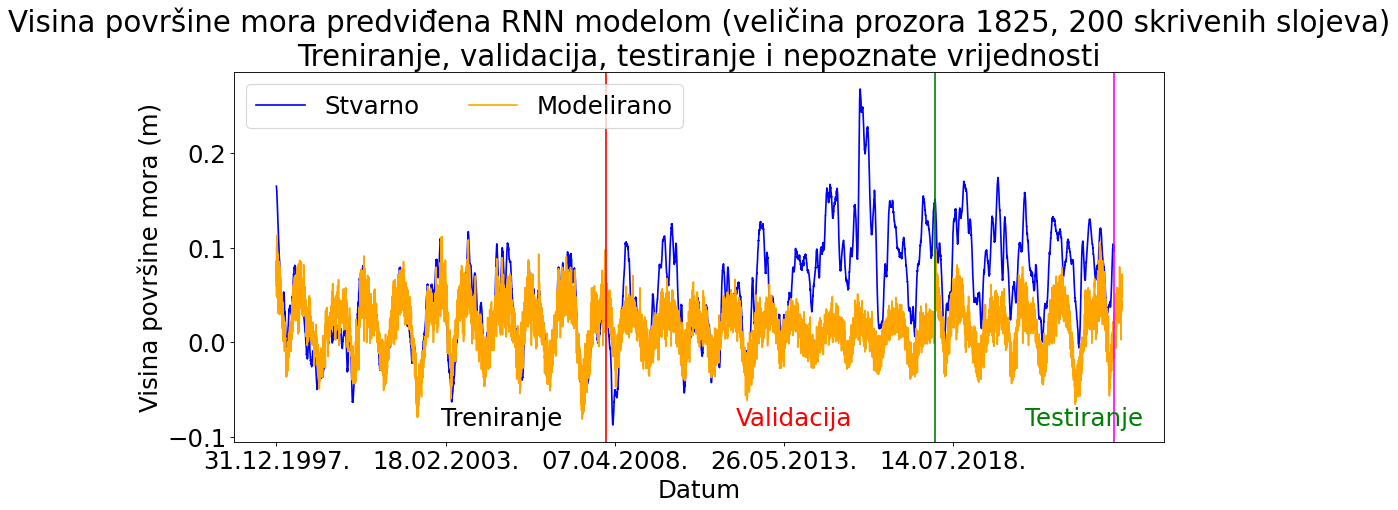 Visina površine mora predviđena RNN modelom (veličina prozora 1825, 200 skrivenih slojeva)
Treniranje, validacija, testiranje i nepoznate vrijednosti
Stvarno Modelirano
Visina površine mora (m)
0.2
0.1
0.0
−0.1
Treniranje Validacija Testiranje
31.12.1997. 18.02.2003. 07.04.2008. 26.05.2013. 14.07.2018.
Datum